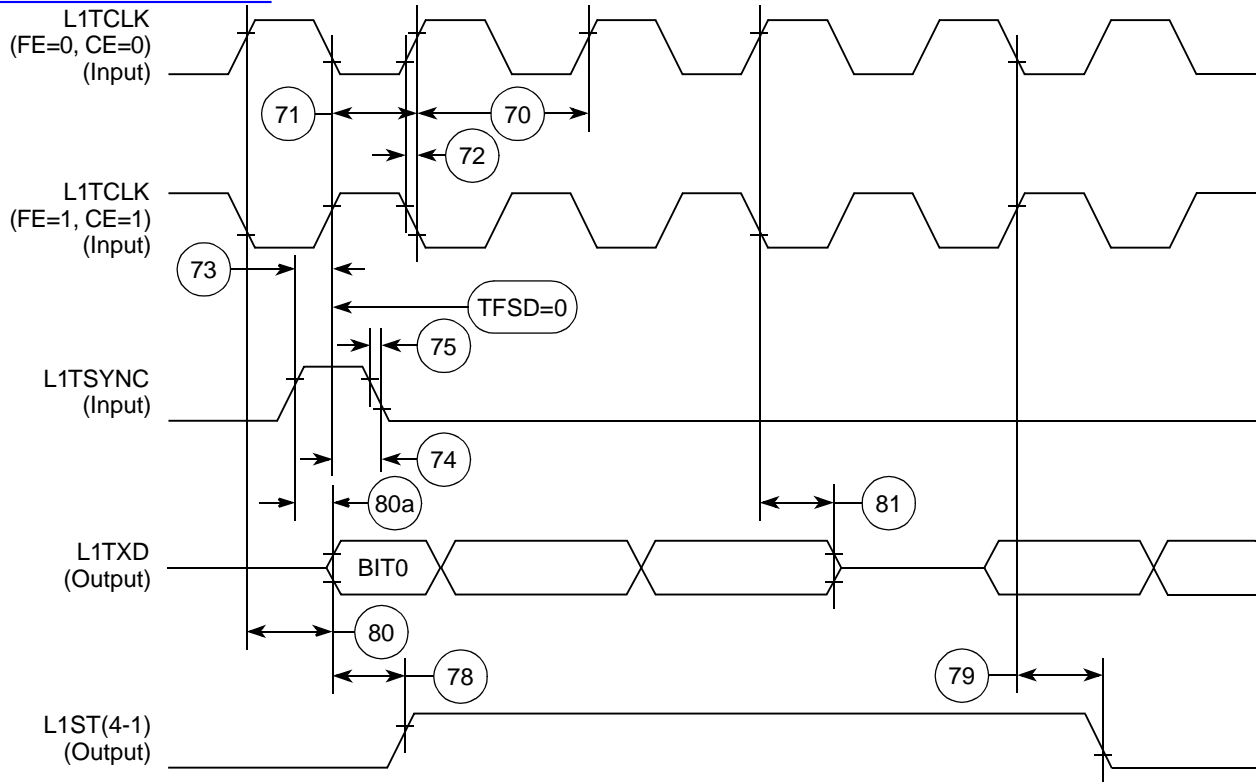 L1TCLK
(FE=0, CE=0)
(Input)
71
70
72
L1TCLK
(FE=1, CE=1)
(Input)
73
TFSD=0
75
L1TSYNC
(Input)
74
80a
81
L1TXD
(Output)
BIT0
80
78
79
L1ST(4-1)
(Output)